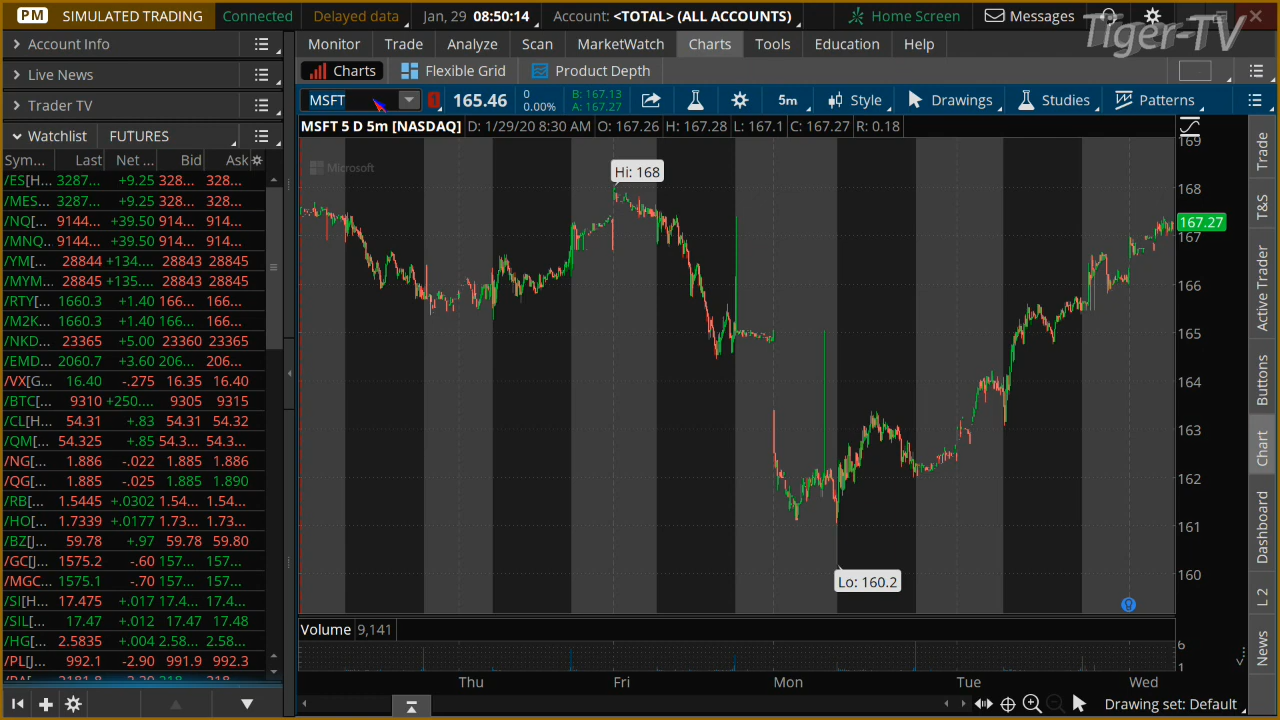 PM SIMULATED TRADING Connected Delayed data Jan, 29 08:50:14 Account: <TOTAL> (ALL ACCOUNTS) Home Screen Messages
Tiger-TV
Account Info
Live News
Trader TV
Watchlist FUTURES
Monitor Trade Analyze Scan MarketWatch Charts Tools Education Help
Charts Flexible Grid Product Depth
MSFT 165.46 0 0.00% B: 167.13 A: 167.27 5m Style Drawings Studies Patterns
MSFT 5 D 5m [NASDAQ] D: 1/29/20 8:30 AM O: 167.26 H: 167.28 L: 167.1 C: 167.27 R: 0.18
Sym... Last Net ... Bid Ask
/ES[H... 3287... +9.25 328... 328...
/MES... 3287... +9.25 328... 328...
/NQ[... 9144... +39.50 914... 914...
/MNQ... 9144... +39.50 914... 914...
/YM[... 28844 +134.... 28843 28845
/MYM... 28845 +135.... 28843 28845
/RTY[... 1660.3 +1.40 166... 166...
/M2K... 1660.3 +1.40 166... 166...
/NKD... 23365 +5.00 23360 23365
/EMD... 2060.7 +3.60 206... 206...
/VX[G... 16.40 -.275 16.35 16.40
/BTC[... 9310 +250.... 9305 9315
/CL[H... 54.31 +.83 54.31 54.32
/QM[... 54.325 +.85 54.3... 54.3...
/NG[... 1.886 -.022 1.885 1.886
/QG[... 1.885 -.025 1.885 1.890
/RB[... 1.5445 +.0302 1.54... 1.54...
/HO[... 1.7339 +.0177 1.73... 1.73...
/BZ[J... 59.78 +.97 59.78 59.80
/GC[J... 1575.2 -.60 157... 157...
/MGC... 1575.1 -.70 157... 157...
/SI[H... 17.475 +.017 17.4... 17.4...
/SIL[... 17.47 +.012 17.47 17.48
/HG[... 2.5835 +.004 2.58... 2.58...
/PL[J... 992.1 -2.90 991.9 992.3
Microsoft
Hi: 168
Lo: 160.2
169
168
167.27
167
166
165
164
163
162
161
160
Volume 9,141
6
1
Thu Fri Mon Tue Wed
Drawing set: Default
Trade
T&S
Active Trader
Buttons
Chart
Dashboard
L 2
News